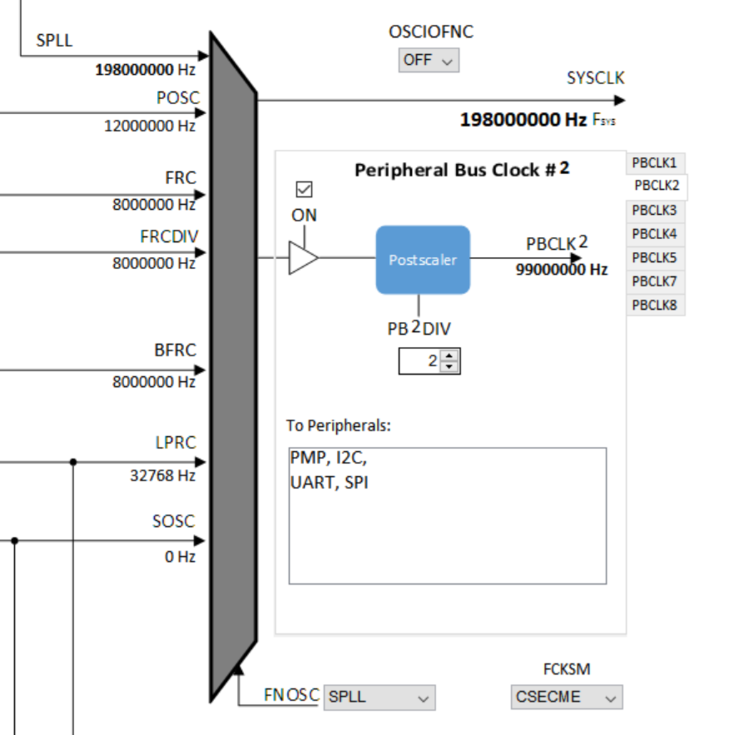 OSCIOFNC
OFF
SPLL
198000000 Hz
SYSCLK
198000000 Hz Fsys
POSC
12000000 Hz
FRC
8000000 Hz
FRCDIV
8000000 Hz
BFRC
8000000 Hz
LPRC
32768 Hz
SOSC
0 Hz
Peripheral Bus Clock # 2
ON
Postscaler
PBCLK 2
99000000 Hz
PB 2 DIV
2
To Peripherals:
PMP, I2C,
UART, SPI
PBCLK1
PBCLK2
PBCLK3
PBCLK4
PBCLK5
PBCLK7
PBCLK8
FNOSC SPLL
FCKSM
CSECME